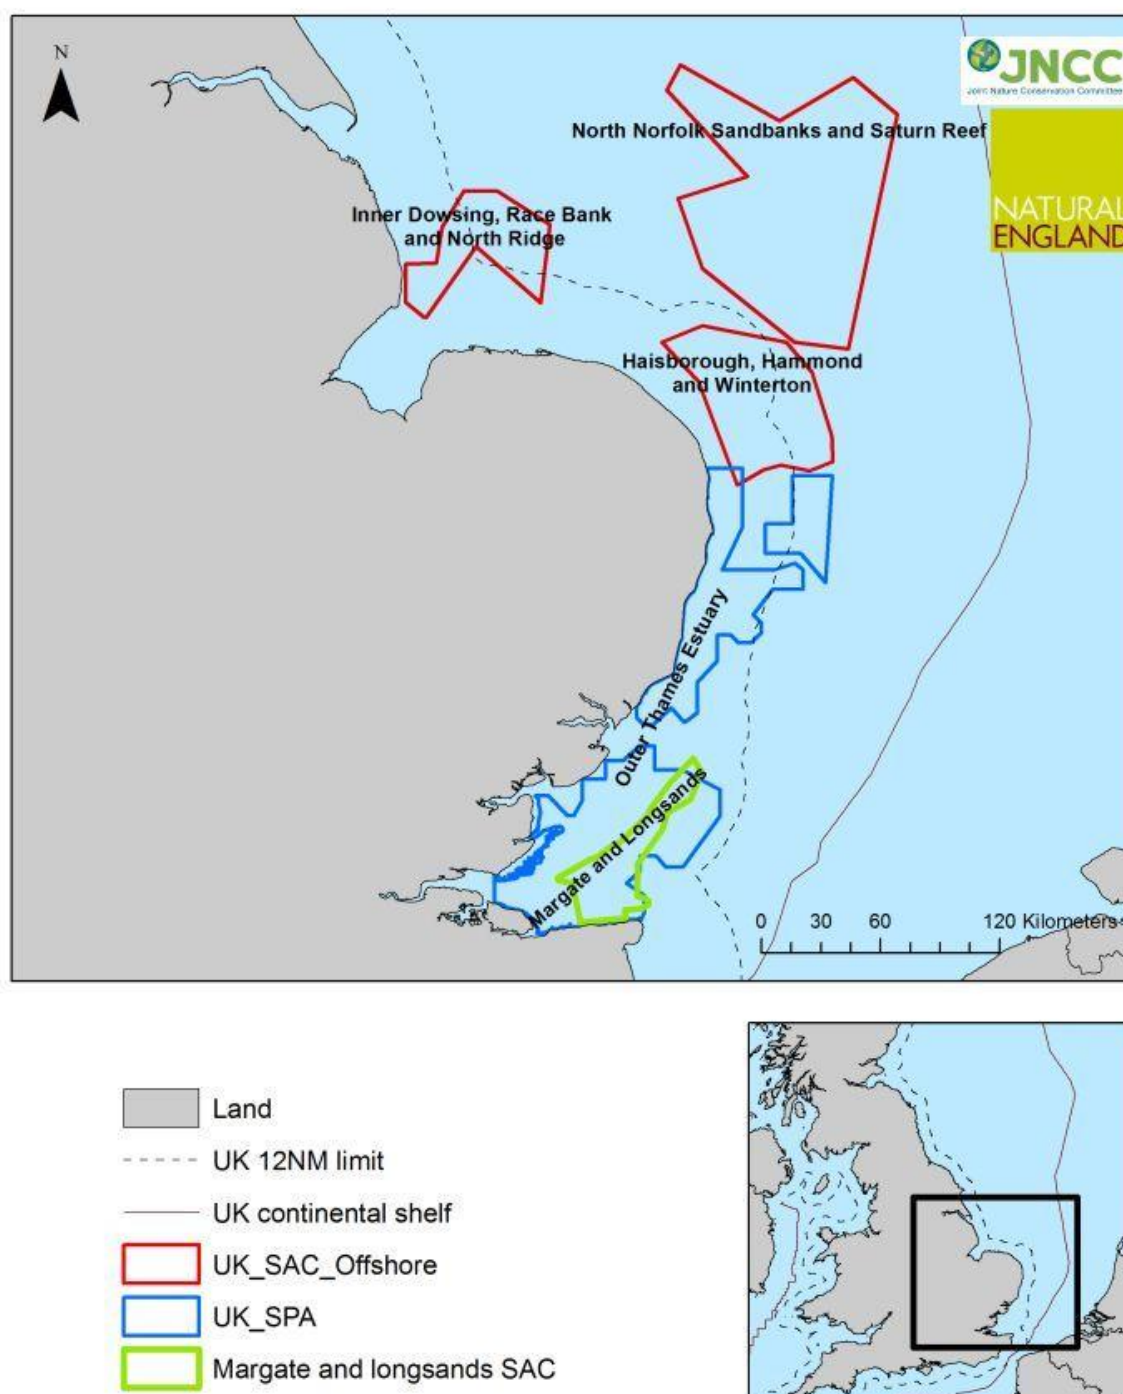 N
JNCC
Joint Nature Conservation Committee
North Norfolk Sandbanks and Saturn Reef
NATURAL
ENGLAND
Inner Dowsing, Race Bank
and North Ridge
Haisborough, Hammond
and Winterton
Outer Thames Estuary
Margate and Longsands
0 30 60 120 Kilometers
Land
UK 12NM limit
UK continental shelf
UK_SAC_Offshore
UK_SPA
Margate and longsands SAC